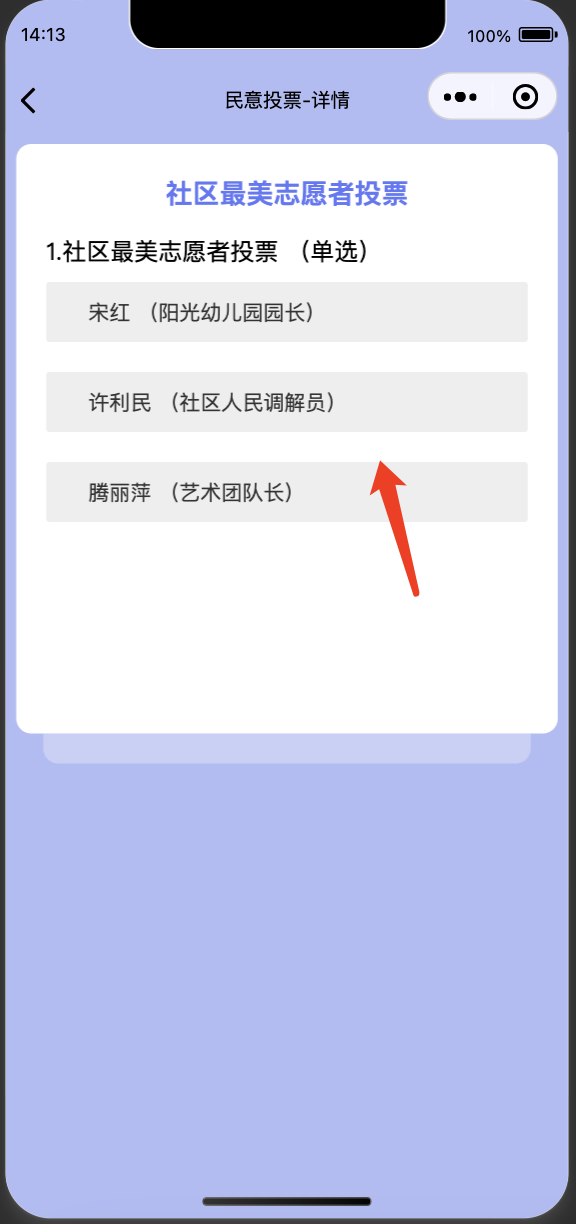 14:13
100%
民意投票-详情
社区最美志愿者投票
1.社区最美志愿者投票 （单选）
宋红 （阳光幼儿园园长）
许利民 （社区人民调解员）
腾丽萍 （艺术团队长）